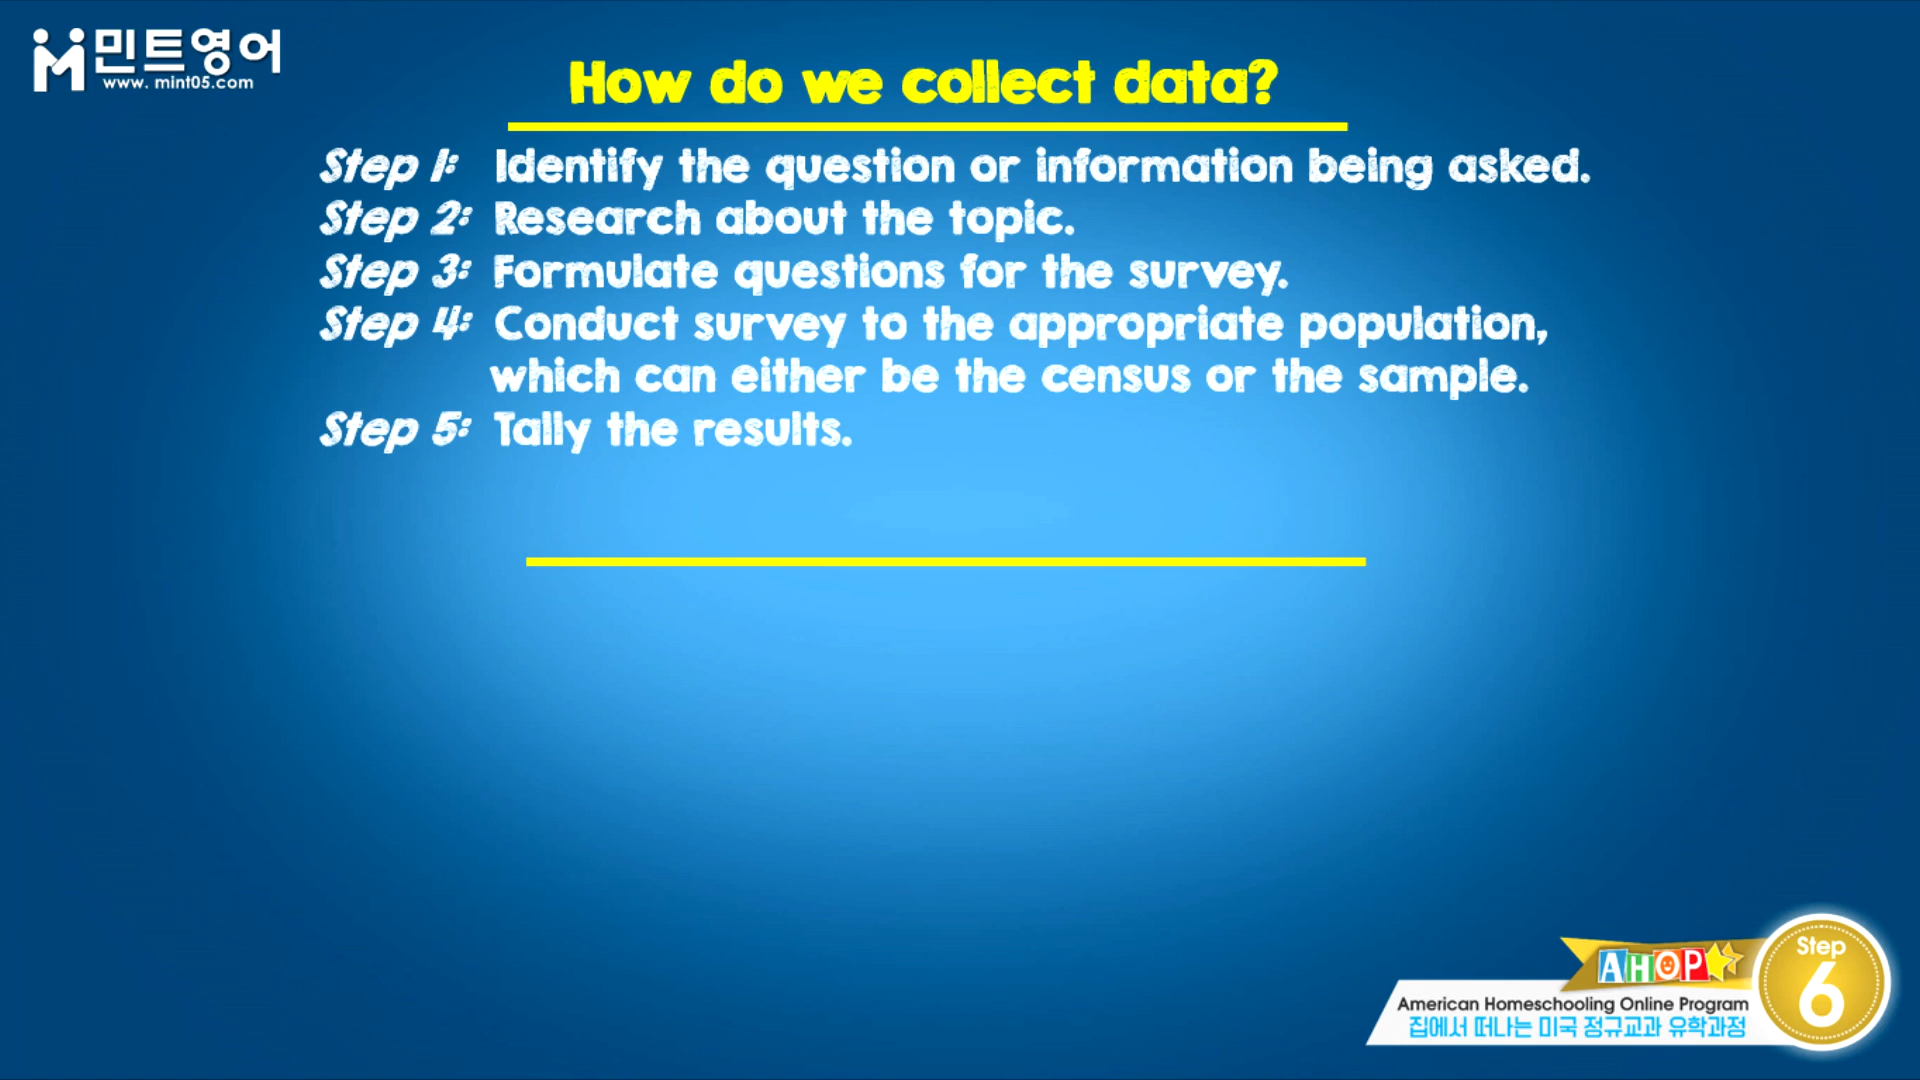 민트영어
www. mint05.com
How do we collect data?
Step 1: Identify the question or information being asked.
Step 2: Research about the topic.
Step 3: Formulate questions for the survey.
Step 4: Conduct survey to the appropriate population,
which can either be the census or the sample.
Step 5: Tally the results.
AHOP
Step
6
American Homeschooling Online Program
집에서 떠나는 미국 정규교과 유학과정